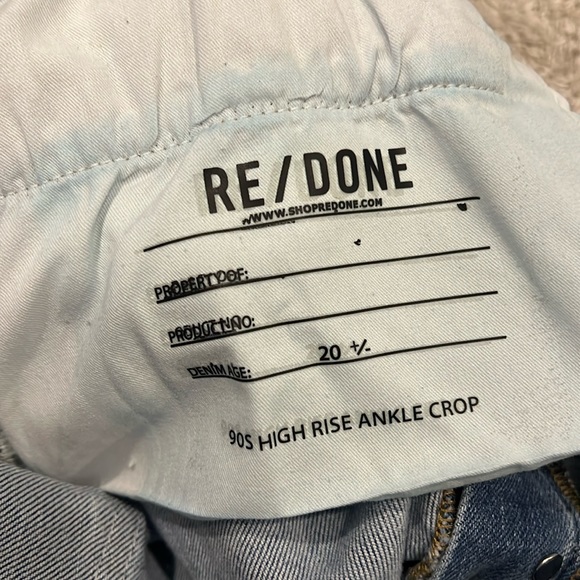 RE/DONE
WWW.SHOPREDONE.COM
PROPERTY OF:
PRODUCT NO:
DENIM AGE: 20 +/-
90S HIGH RISE ANKLE CROP